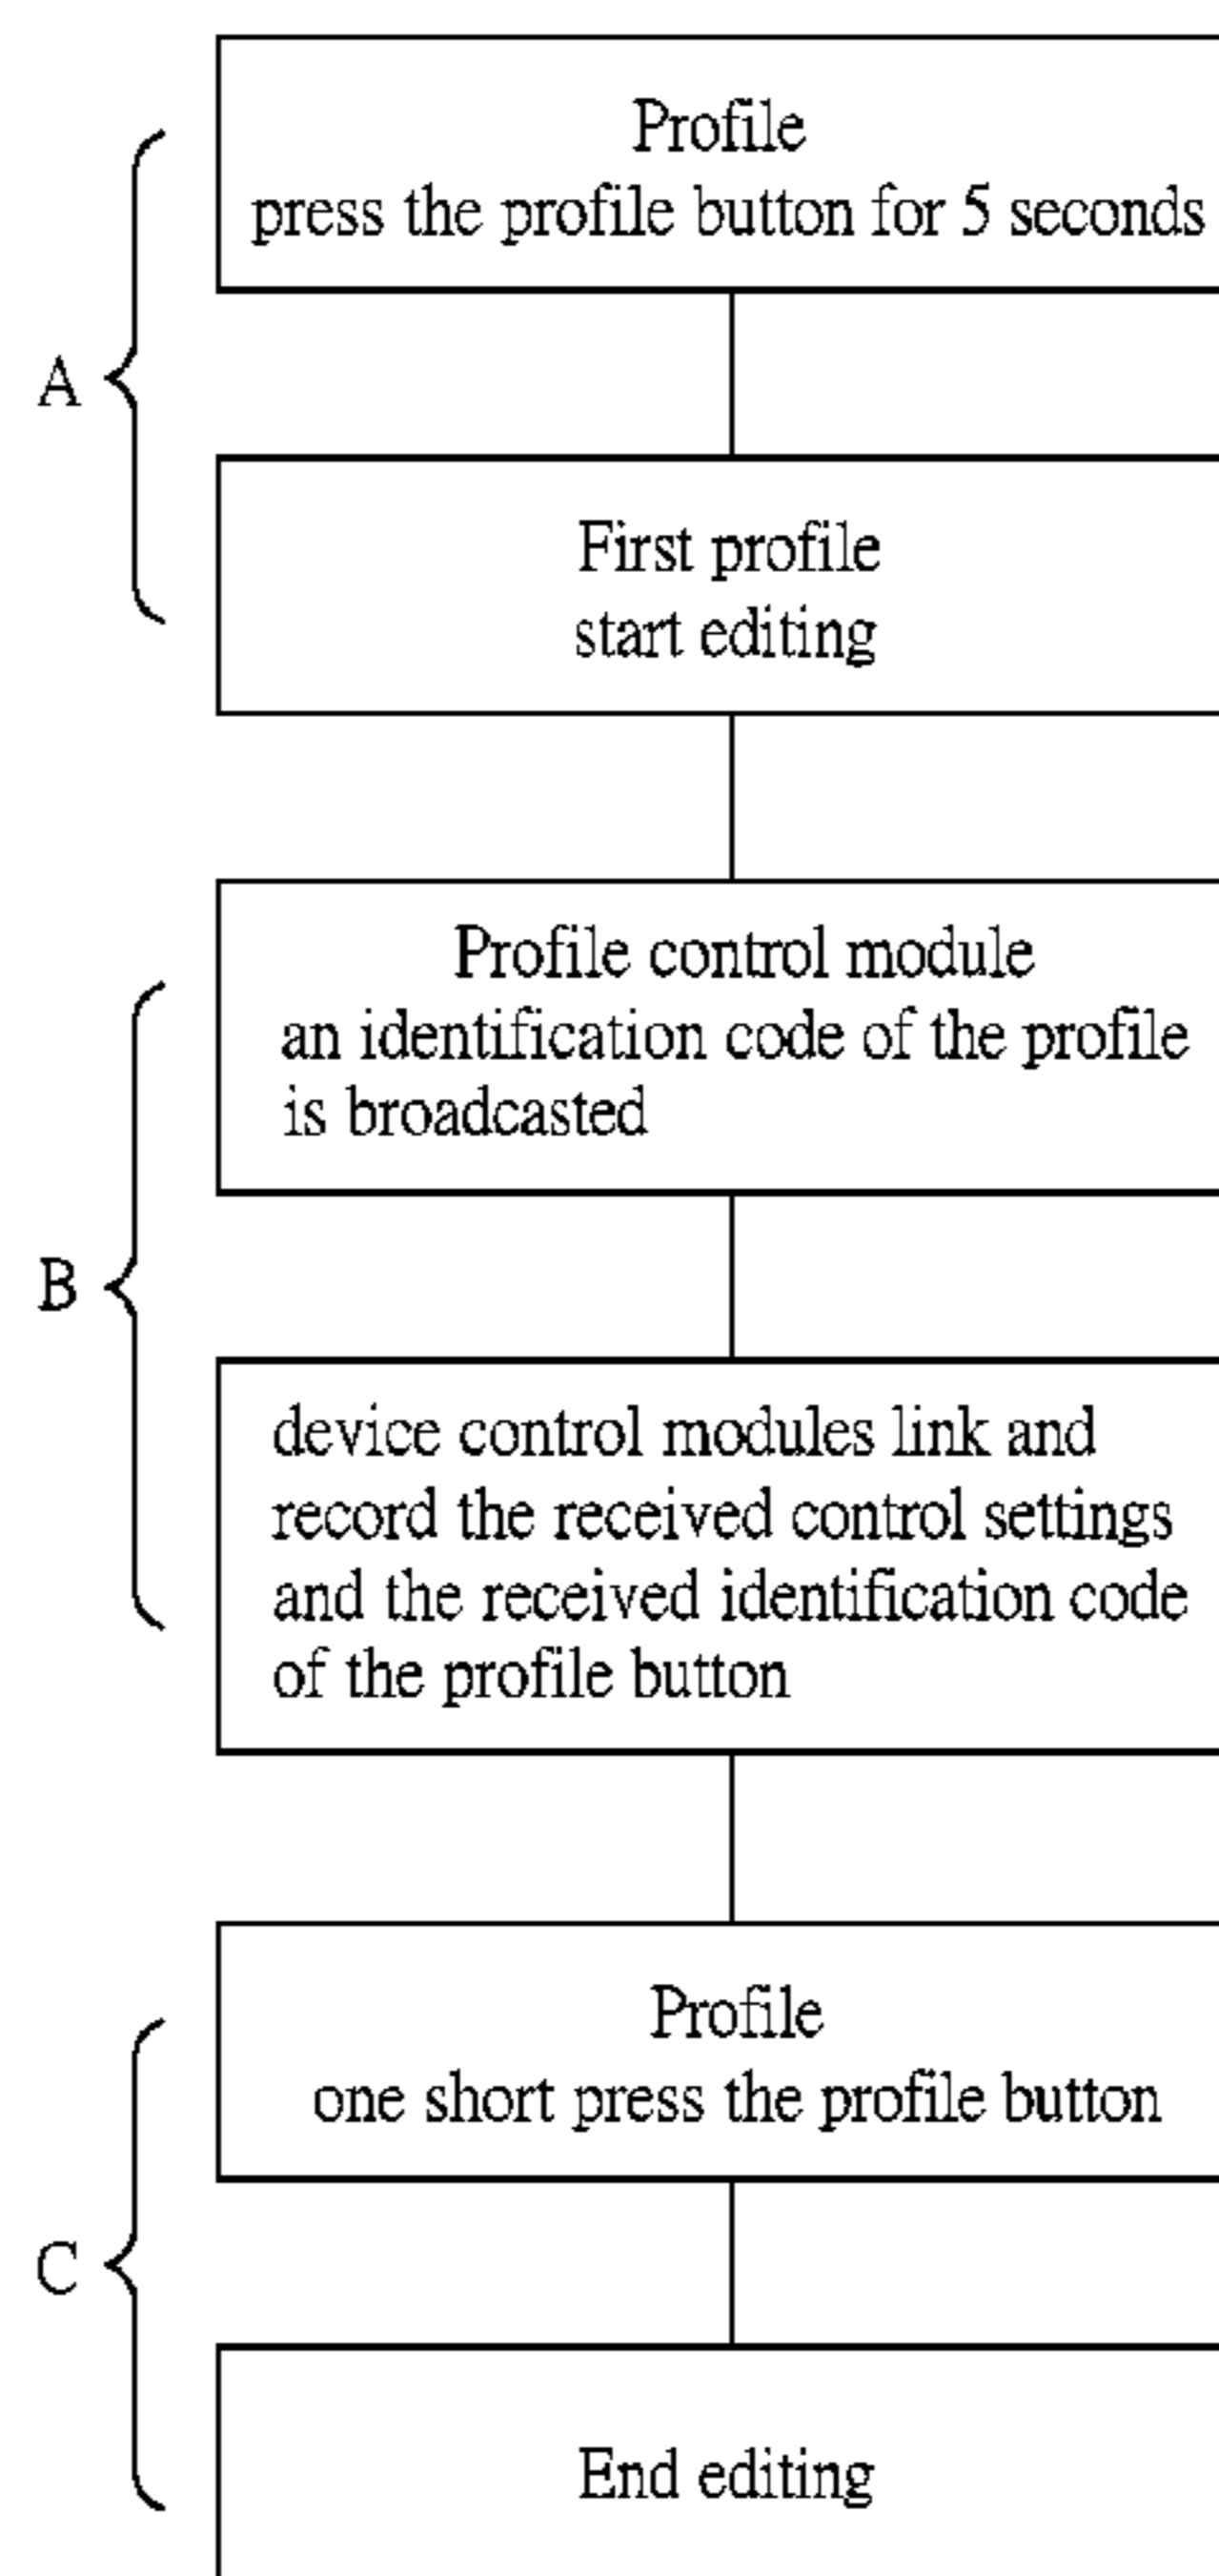 Profile
press the profile button for 5 seconds
A
First profile
start editing
Profile control module
an identification code of the profile
is broadcasted
B
device control modules link and
record the received control settings
and the received identification code
of the profile button
Profile
one short press the profile button
C
End editing